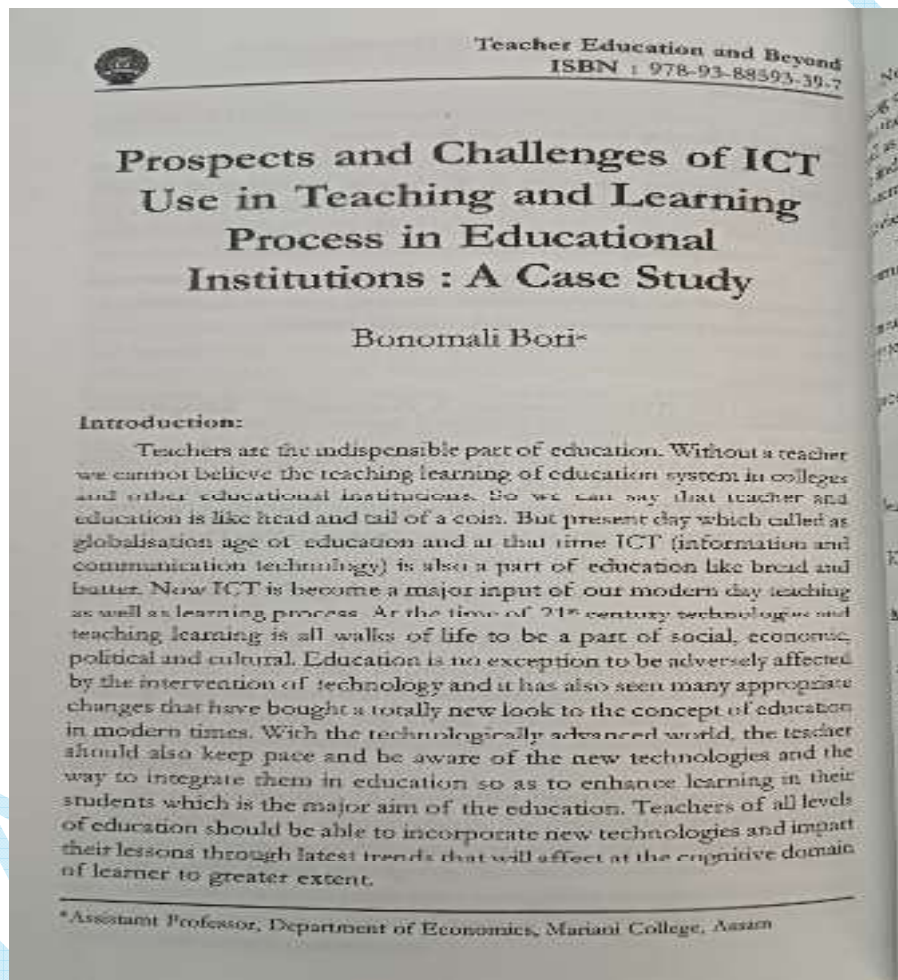 Teacher Education and Beyond
ISBN : 978-93-88593-39-7
Prospects and Challenges of ICT
Use in Teaching and Learning
Process in Educational
Institutions : A Case Study
Bonomali Bori*
Introduction:
Teachers are the indispensible part of education. Without a teacher
we cannot believe the teaching learning of education system in colleges
and other educational institutions. So we can say that teacher and
education is like head and tail of a coin. But present day which called as
globalisation age of education and at that time ICT (information and
communication technology) is also a part of education like bread and
butter. Now ICT is become a major input of our modern day teaching
as well as learning process. At the time of 21st century technologies and
teaching learning is all walks of life to be a part of social, economic,
political and cultural. Education is no exception to be adversely affected
by the intervention of technology and it has also seen many appropriate
changes that have bought a totally new look to the concept of education
in modern times. With the technologically advanced world, the teacher
should also keep pace and be aware of the new technologies and the
way to integrate them in education so as to enhance learning in their
students which is the major aim of the education. Teachers of all levels
of education should be able to incorporate new technologies and impart
their lessons through latest trends that will affect at the cognitive domain
of learner to greater extent.
*Assistamt Professor, Department of Economics, Mariani College, Assam